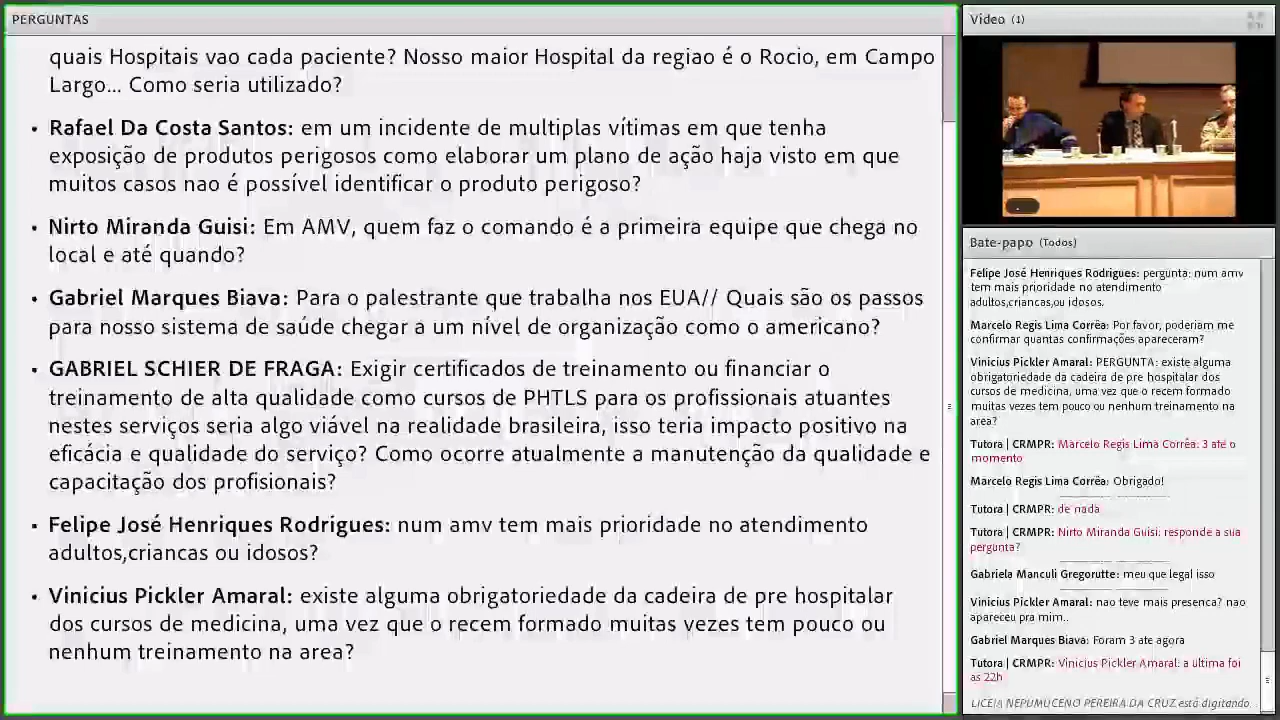 PERGUNTAS
quais Hospitais vao cada paciente? Nosso maior Hospital da regiao é o Rocio, em Campo
Largo... Como seria utilizado?
• Rafael Da Costa Santos: em um incidente de multiplas vítimas em que tenha
exposição de produtos perigosos como elaborar um plano de ação haja visto em que
muitos casos nao é possível identificar o produto perigoso?
• Nirto Miranda Guisi: Em AMV, quem faz o comando é a primeira equipe que chega no
local e até quando?
• Gabriel Marques Biava: Para o palestrante que trabalha nos EUA// Quais são os passos
para nosso sistema de saúde chegar a um nível de organização como o americano?
• GABRIEL SCHIER DE FRAGA: Exigir certificados de treinamento ou financiar o
treinamento de alta qualidade como cursos de PHTLS para os profissionais atuantes
nestes serviços seria algo viável na realidade brasileira, isso teria impacto positivo na
eficácia e qualidade do serviço? Como ocorre atualmente a manutenção da qualidade e
capacitação dos profisionais?
• Felipe José Henriques Rodrigues: num amv tem mais prioridade no atendimento
adultos,criancas ou idosos?
• Vinicius Pickler Amaral: existe alguma obrigatoriedade da cadeira de pre hospitalar
dos cursos de medicina, uma vez que o recem formado muitas vezes tem pouco ou
nenhum treinamento na area?
Vídeo (1)
Bate-papo (Todos)
Felipe José Henriques Rodrigues: pergunta: num amv
tem mais prioridade no atendimento
adultos,criancas,ou idosos.
Marcelo Regis Lima Corrêa: Por favor, poderiam me
confirmar quantas confirmações apareceram?
Vinicius Pickler Amaral: PERGUNTA: existe alguma
obrigatoriedade da cadeira de pre hospitalar dos
cursos de medicina, uma vez que o recem formado
muitas vezes tem pouco ou nenhum treinamento na
area?
Tutora | CRMPR: Marcelo Regis Lima Corrêa: 3 até o
momento
Marcelo Regis Lima Corrêa: Obrigado!
Tutora | CRMPR: de nada
Tutora | CRMPR: Nirto Miranda Guisi: responde a sua
pergunta?
Gabriela Manculi Gregorutte: meu que legal isso
Vinicius Pickler Amaral: nao teve mais presenca? nao
apareceu pra mim..
Gabriel Marques Biava: Foram 3 ate agora
Tutora | CRMPR: Vinicius Pickler Amaral: a ultima foi
as 22h
LICEIA NEPUMUCENO PEREIRA DA CRUZ está digitando.